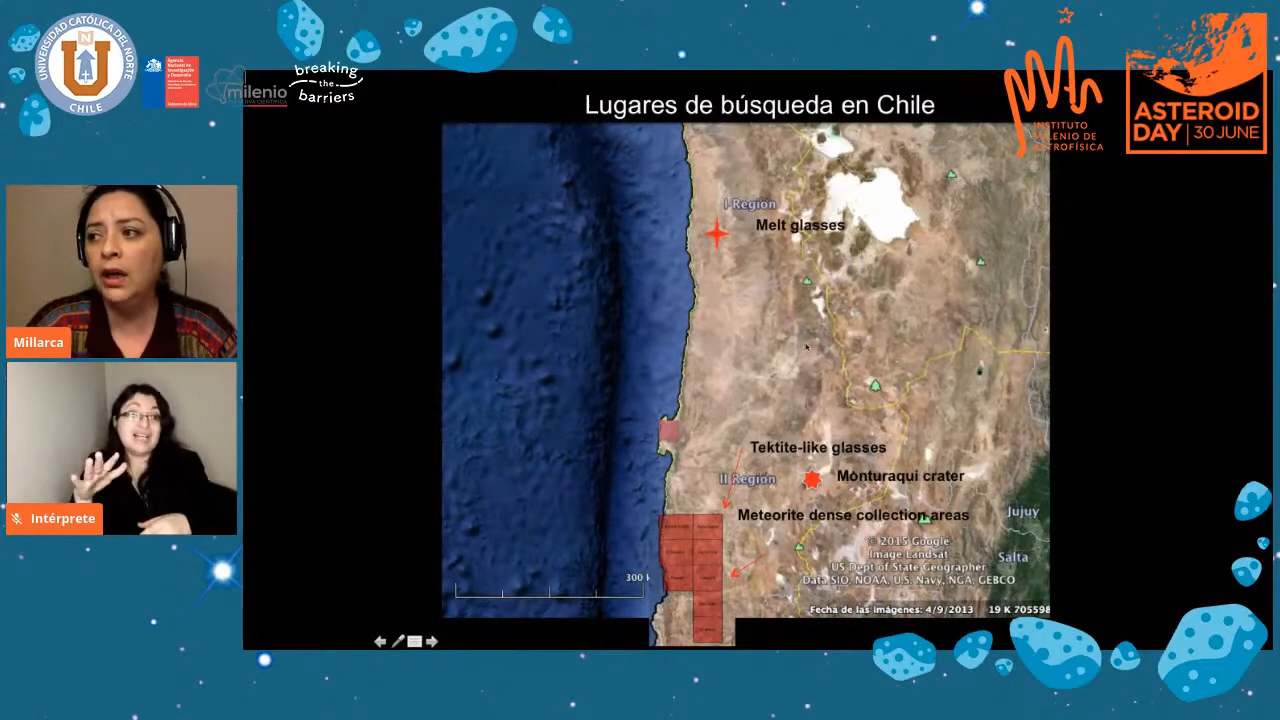 UNIVERSIDAD CATÓLICA DEL NORTE
N
CHILE
milenio
breaking
the
barriers
INSTITUTO
MILENIO DE
ASTROFÍSICA
ASTEROID
DAY | 30 JUNE
Lugares de búsqueda en Chile
I Región
Melt glasses
Tektite-like glasses
II Región
Monturaqui crater
Meteorite dense collection areas
Jujuy
Salta
© 2015 Google
Image Landsat
US Dept of State Geographer
Data SIO, NOAA, U.S. Navy, NGA, GEBCO
300 k
Fecha de las imágenes: 4/9/2013 19 K 705598
Millarca
Intérprete